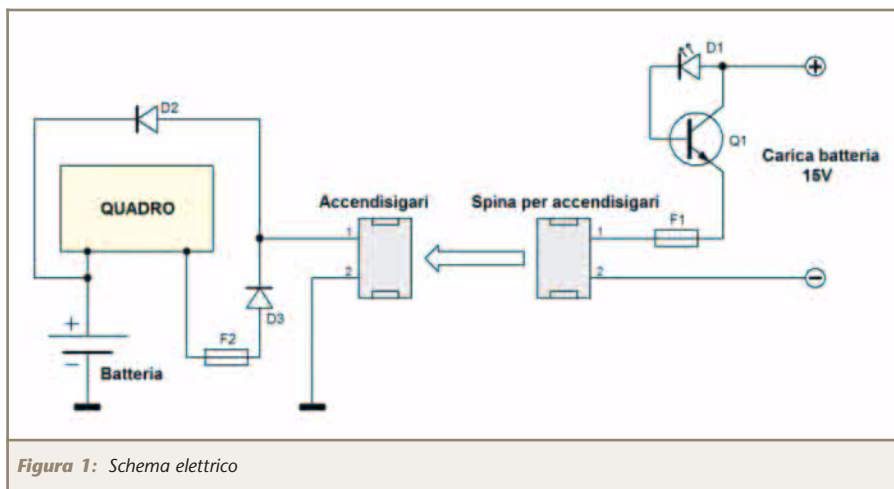 D1
D2
Q1
Carica batteria
15V
QUADRO
Accendisigari
Spina per accendisigari
F1
1
1
2
2
D3
F2
+
−
Batteria
Figura 1: Schema elettrico